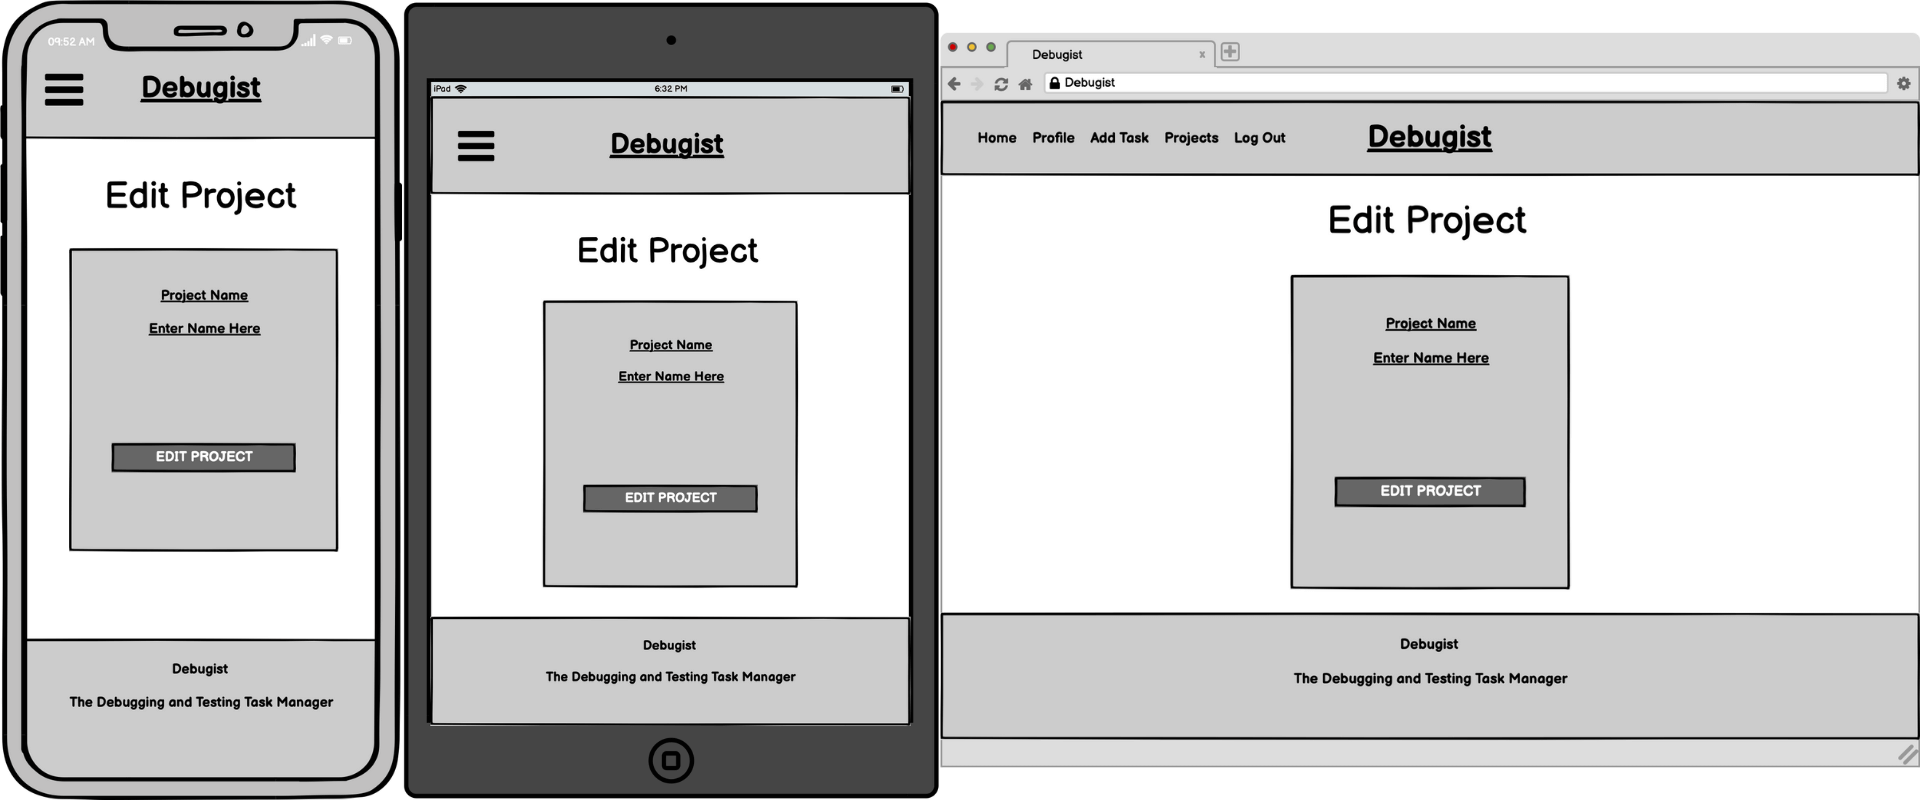 09:52 AM
Debugist
Edit Project
Project Name
Enter Name Here
EDIT PROJECT
Debugist
The Debugging and Testing Task Manager
iPad
6:32 PM
Debugist
Edit Project
Project Name
Enter Name Here
EDIT PROJECT
Debugist
The Debugging and Testing Task Manager
Debugist x
Debugist
Home Profile Add Task Projects Log Out Debugist
Edit Project
Project Name
Enter Name Here
EDIT PROJECT
Debugist
The Debugging and Testing Task Manager